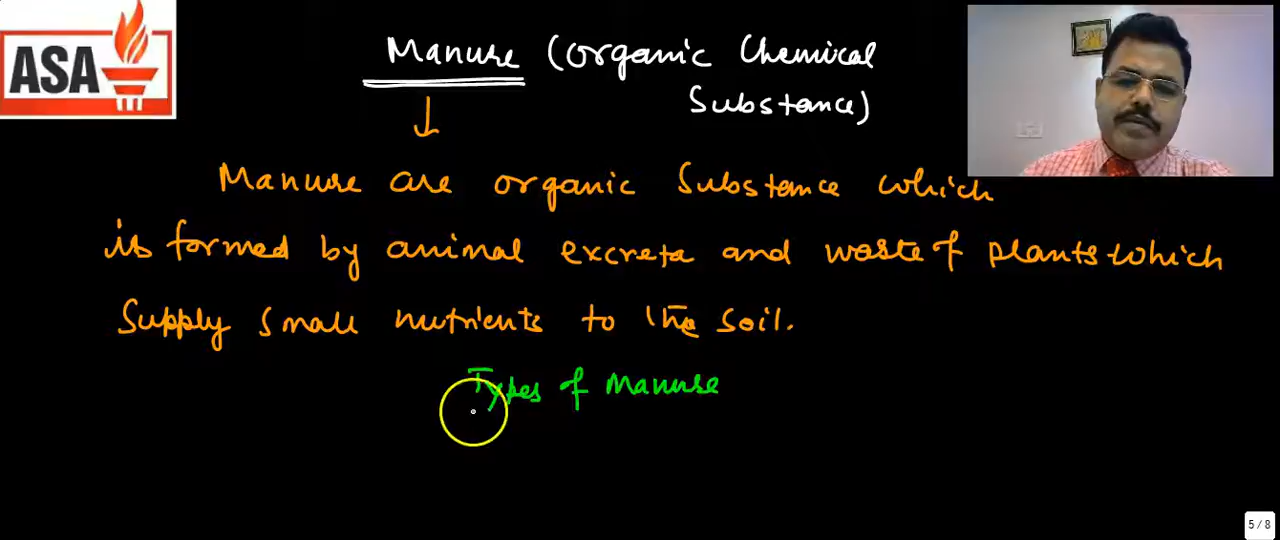 ASA
Manure (organic Chemical
Substance)
Manure are organic Substance which
is formed by animal excreta and waste of plants which
Supply small nutrients to the soil.
Types of Manure
5 / 8